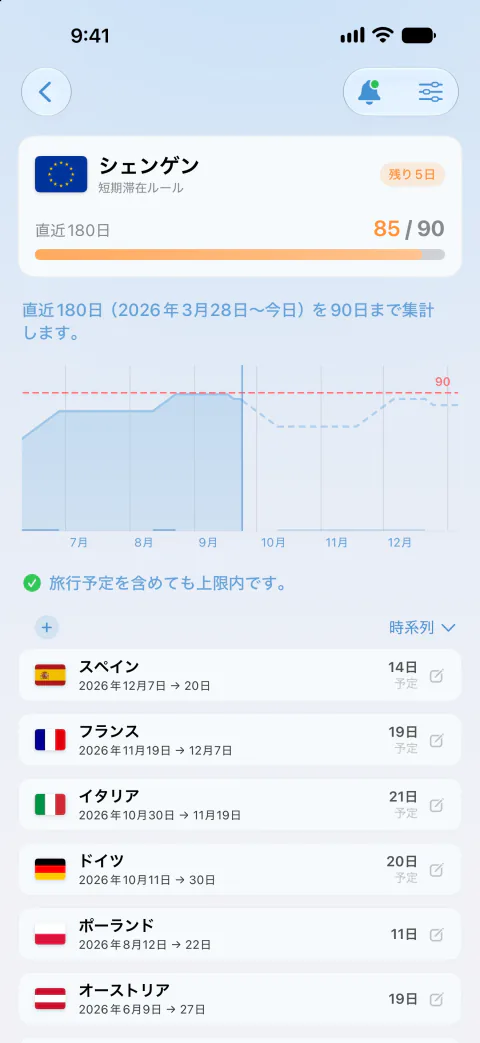 9:41
シェンゲン
短期滞在ルール
残り5日
直近180日
85 / 90
直近180日（2026年3月28日〜今日）を90日まで集計
します。
90
7月
8月
9月
10月
11月
12月
旅行予定を含めても上限内です。
時系列
スペイン
2026年12月7日 → 20日
14日
予定
フランス
2026年11月19日 → 12月7日
19日
予定
イタリア
2026年10月30日 → 11月19日
21日
予定
ドイツ
2026年10月11日 → 30日
20日
予定
ポーランド
2026年8月12日 → 22日
11日
オーストリア
2026年6月9日 → 27日
19日